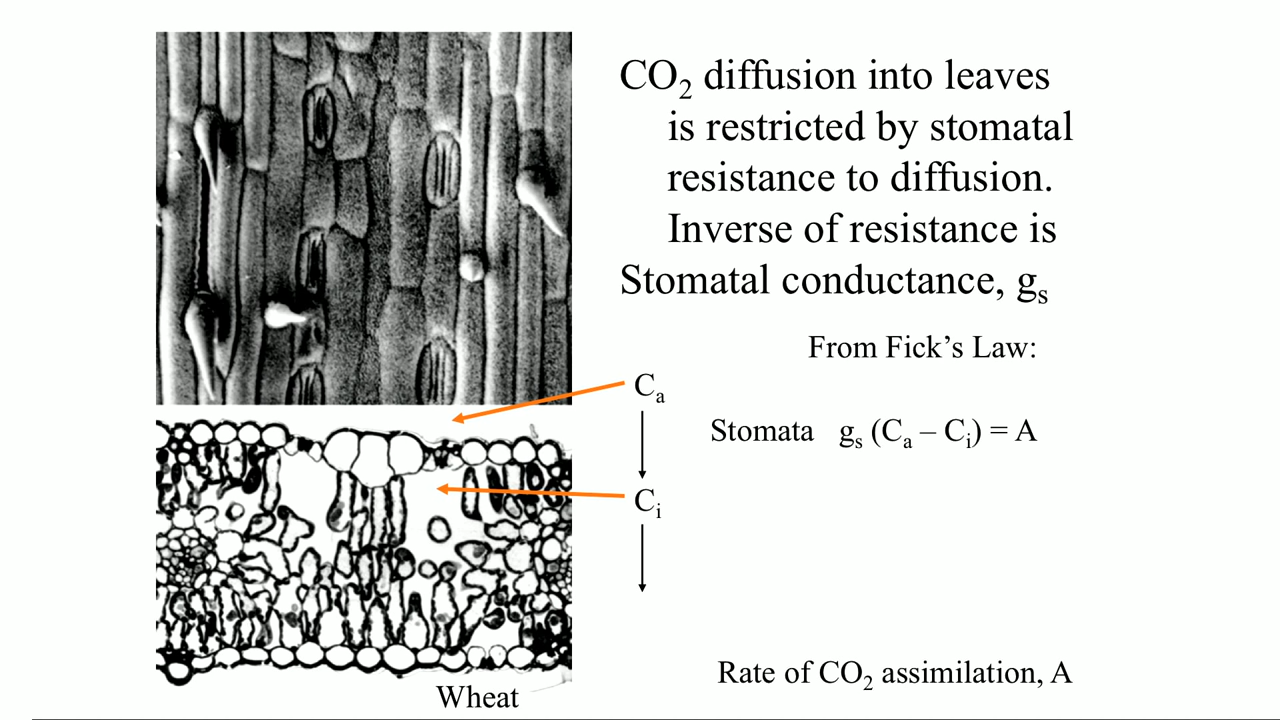 CO₂ diffusion into leaves
is restricted by stomatal
resistance to diffusion.
Inverse of resistance is
Stomatal conductance, gₛ
From Fick’s Law:
Cₐ
Stomata gₛ (Cₐ – Cᵢ) = A
Cᵢ
Rate of CO₂ assimilation, A
Wheat